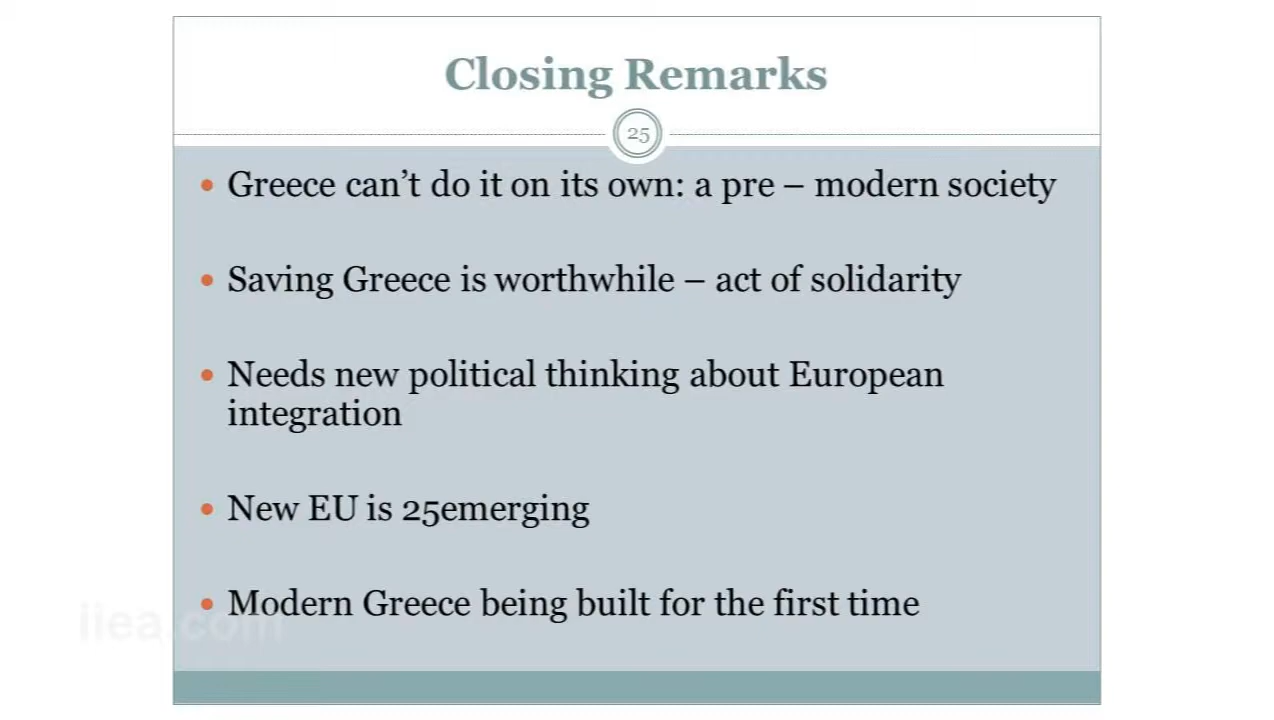 Closing Remarks
25
• Greece can’t do it on its own: a pre – modern society
• Saving Greece is worthwhile – act of solidarity
• Needs new political thinking about European
integration
• New EU is 25emerging
• Modern Greece being built for the first time
iiea.com